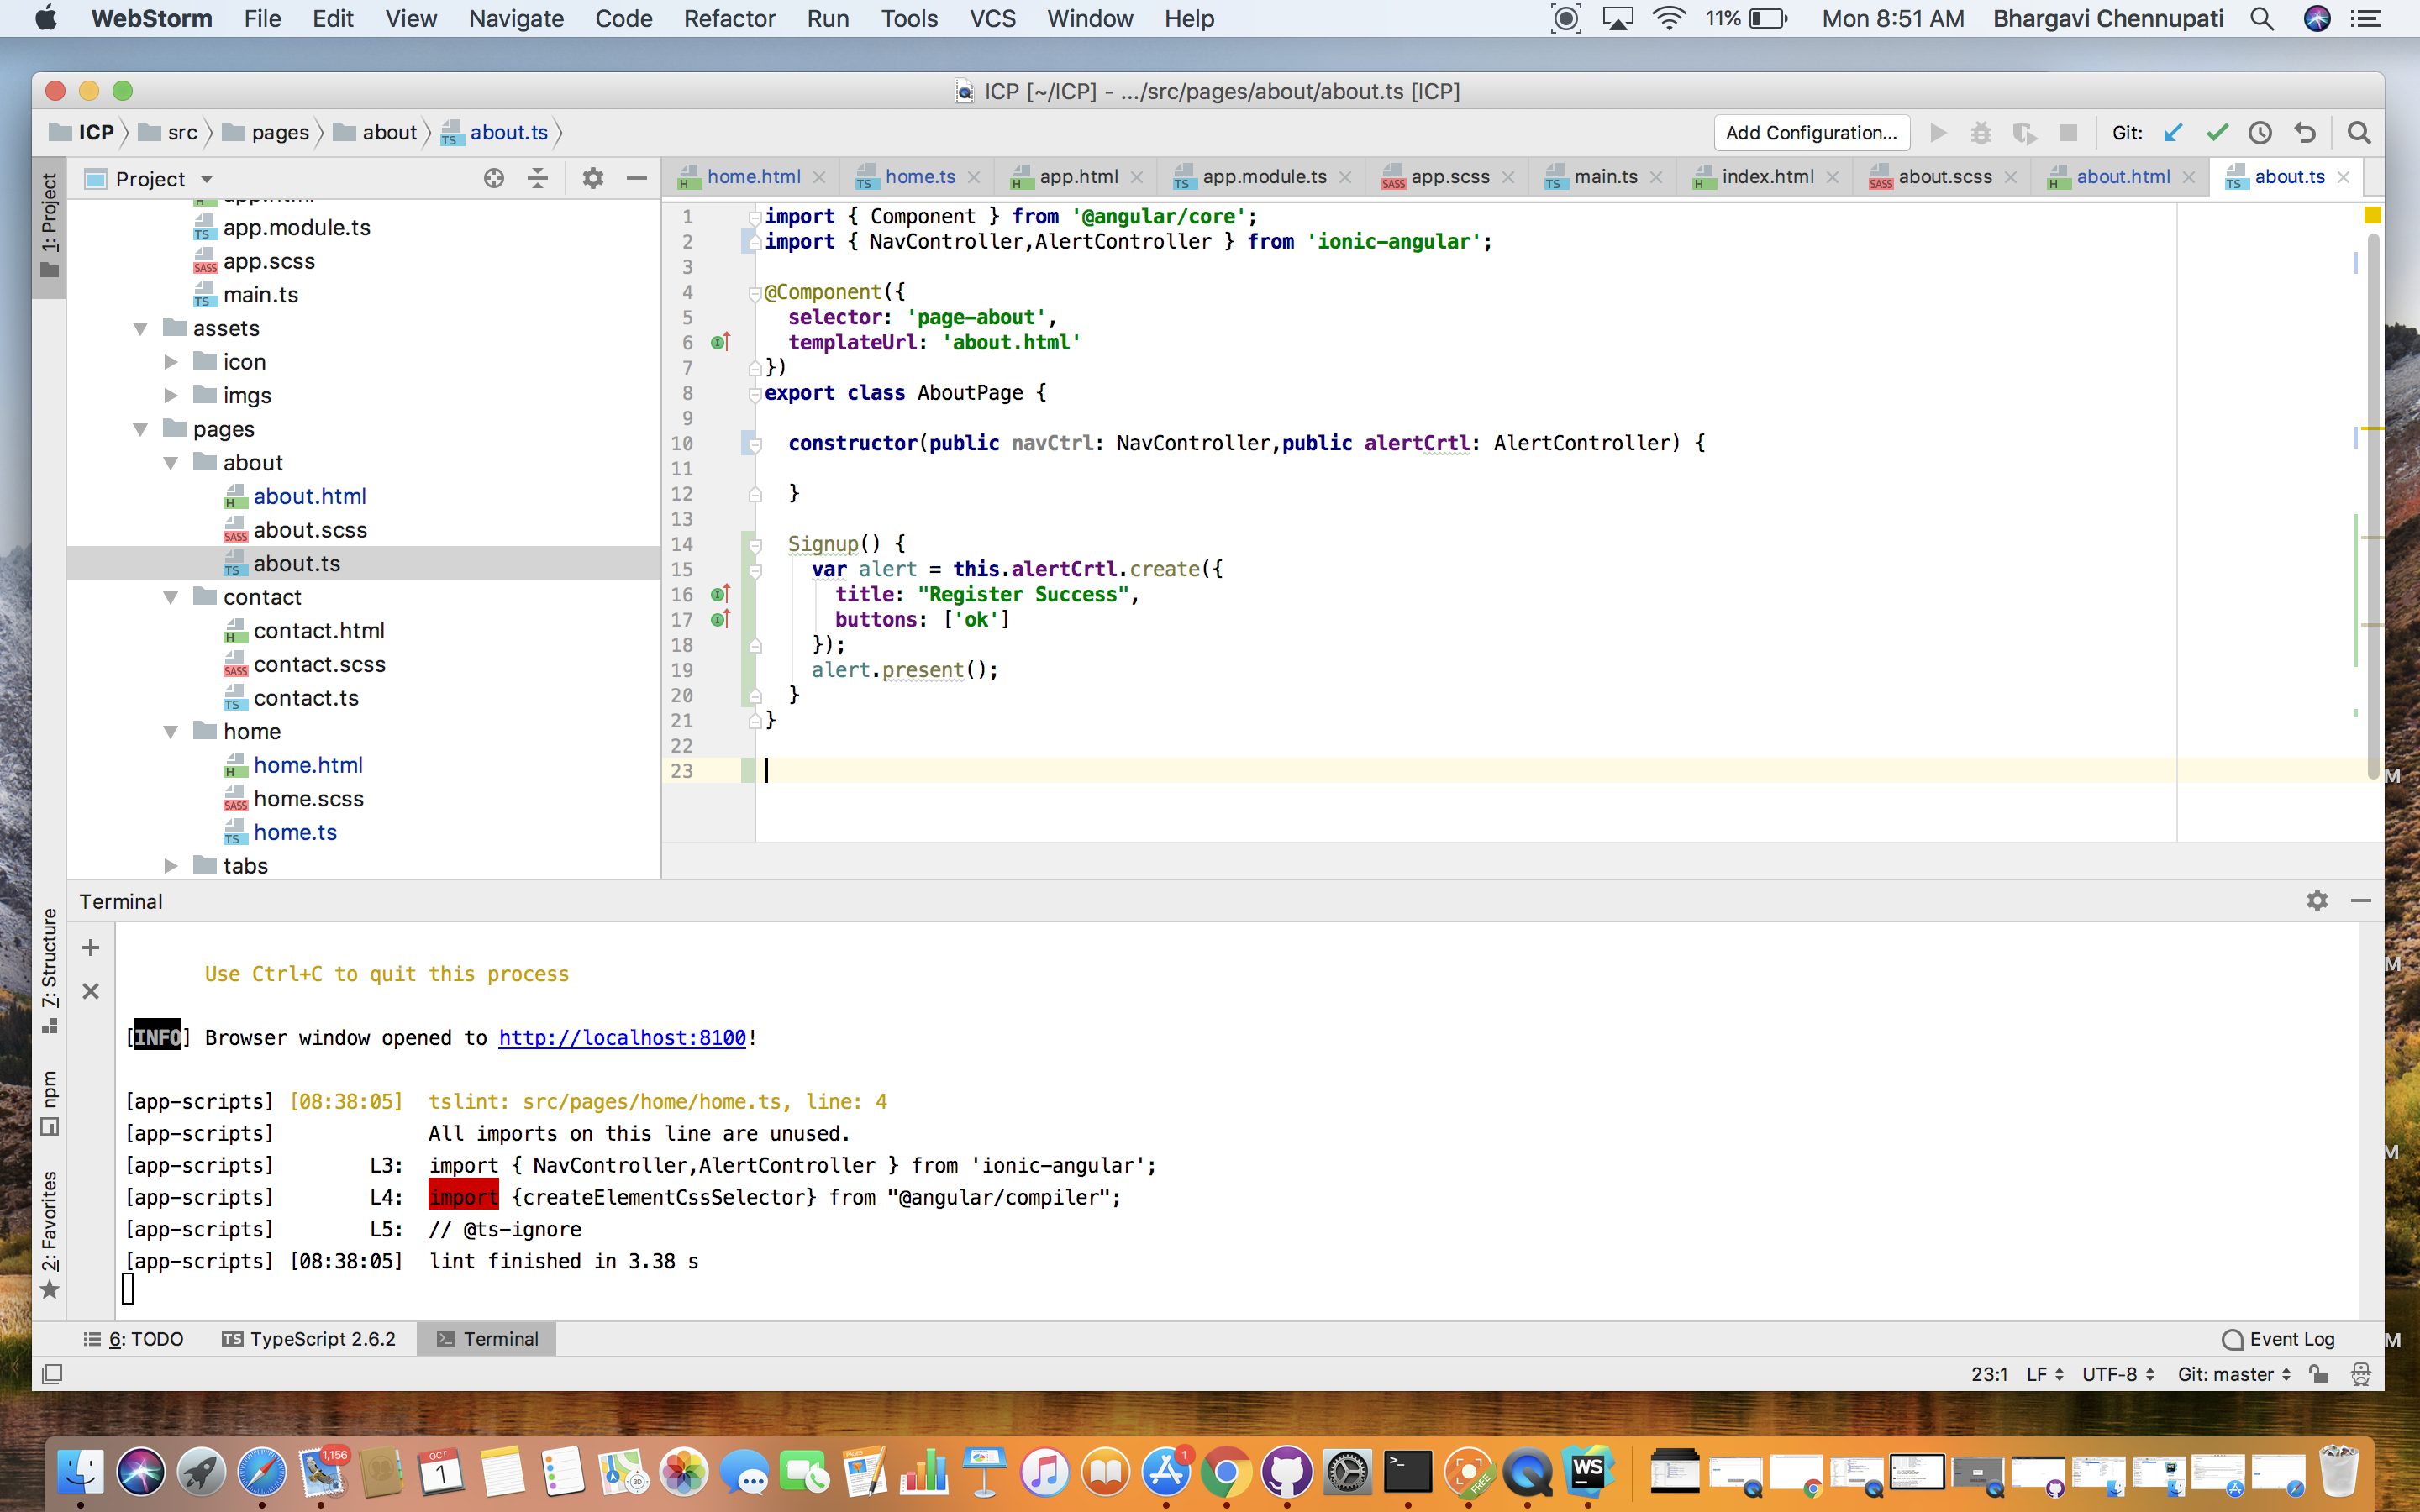 WebStorm File Edit View Navigate Code Refactor Run Tools VCS Window Help 11% Mon 8:51 AM Bhargavi Chennupati
ICP [~/ICP] - .../src/pages/about/about.ts [ICP]
ICP src pages about about.ts Add Configuration... Git:
1: Project
Project
home.html home.ts app.html app.module.ts app.scss main.ts index.html about.scss about.html about.ts
app.html
app.module.ts
app.scss
main.ts
assets
icon
imgs
pages
about
about.html
about.scss
about.ts
contact
contact.html
contact.scss
contact.ts
home
home.html
home.scss
home.ts
tabs
1 import { Component } from '@angular/core';
2 import { NavController,AlertController } from 'ionic-angular';
3
4 @Component({
5 selector: 'page-about',
6 templateUrl: 'about.html'
7 })
8 export class AboutPage {
9
10 constructor(public navCtrl: NavController,public alertCrtl: AlertController) {
11
12 }
13
14 Signup() {
15 var alert = this.alertCrtl.create({
16 title: "Register Success",
17 buttons: ['ok']
18 });
19 alert.present();
20 }
21 }
22
23
Terminal
7: Structure
npm
2: Favorites
Use Ctrl+C to quit this process
[INFO] Browser window opened to http://localhost:8100!
[app-scripts] [08:38:05] tslint: src/pages/home/home.ts, line: 4
[app-scripts] All imports on this line are unused.
[app-scripts] L3: import { NavController,AlertController } from 'ionic-angular';
[app-scripts] L4: import {createElementCssSelector} from "@angular/compiler";
[app-scripts] L5: // @ts-ignore
[app-scripts] [08:38:05] lint finished in 3.38 s
6: TODO TypeScript 2.6.2 Terminal Event Log
23:1 LF UTF-8 Git: master
M
M
M
M
1,156
OCT
1
PAGES
3D
1
FREE
WS